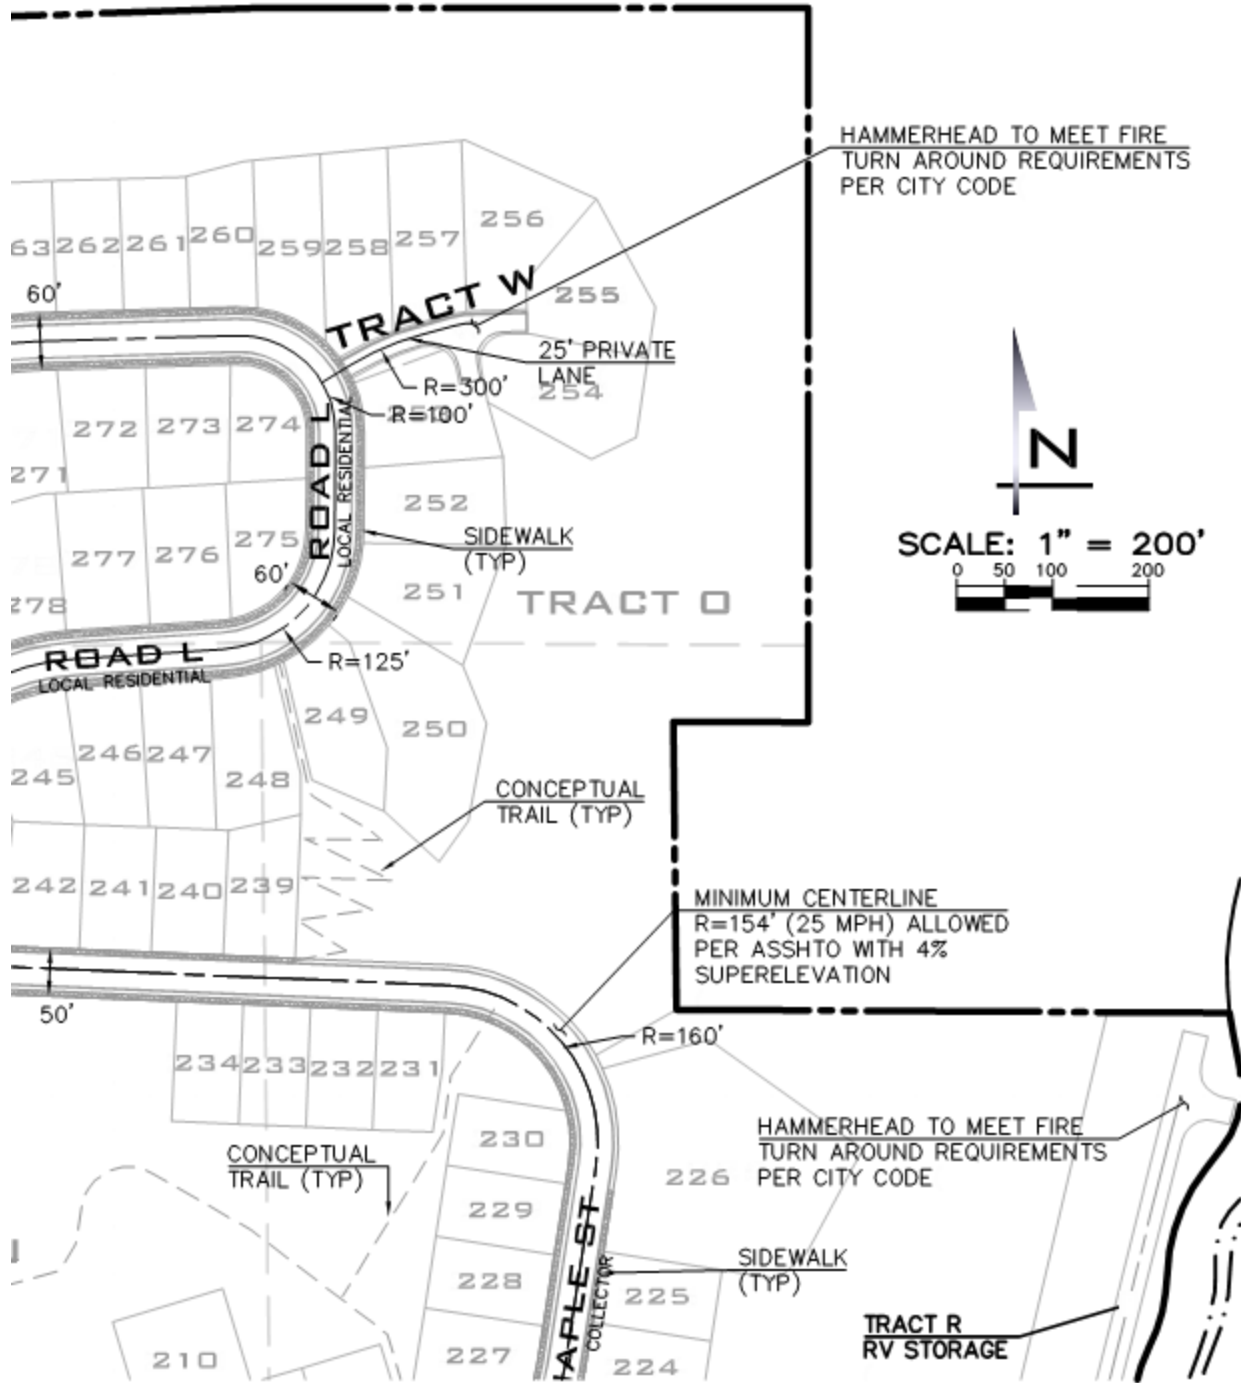 HAMMERHEAD TO MEET FIRE
TURN AROUND REQUIREMENTS
PER CITY CODE
256
260
257
63
262
261
259
258
60'
TRACT W
255
25' PRIVATE
LANE
R=300'
254
R=100'
272
273
274
271
ROAD L
LOCAL RESIDENTIAL
N
252
SCALE: 1" = 200'
0 50 100 200
SIDEWALK
(TYP)
275
277
276
60'
251
TRACT O
278
ROAD L
LOCAL RESIDENTIAL
R=125'
249
250
246
247
245
248
CONCEPTUAL
TRAIL (TYP)
242
241
240
239
MINIMUM CENTERLINE
R=154' (25 MPH) ALLOWED
PER ASSHTO WITH 4%
SUPERELEVATION
50'
R=160'
234
233
232
231
HAMMERHEAD TO MEET FIRE
TURN AROUND REQUIREMENTS
PER CITY CODE
230
CONCEPTUAL
TRAIL (TYP)
226
229
SIDEWALK
(TYP)
228
225
APLE ST
COLLECTOR
TRACT R
RV STORAGE
210
227
224